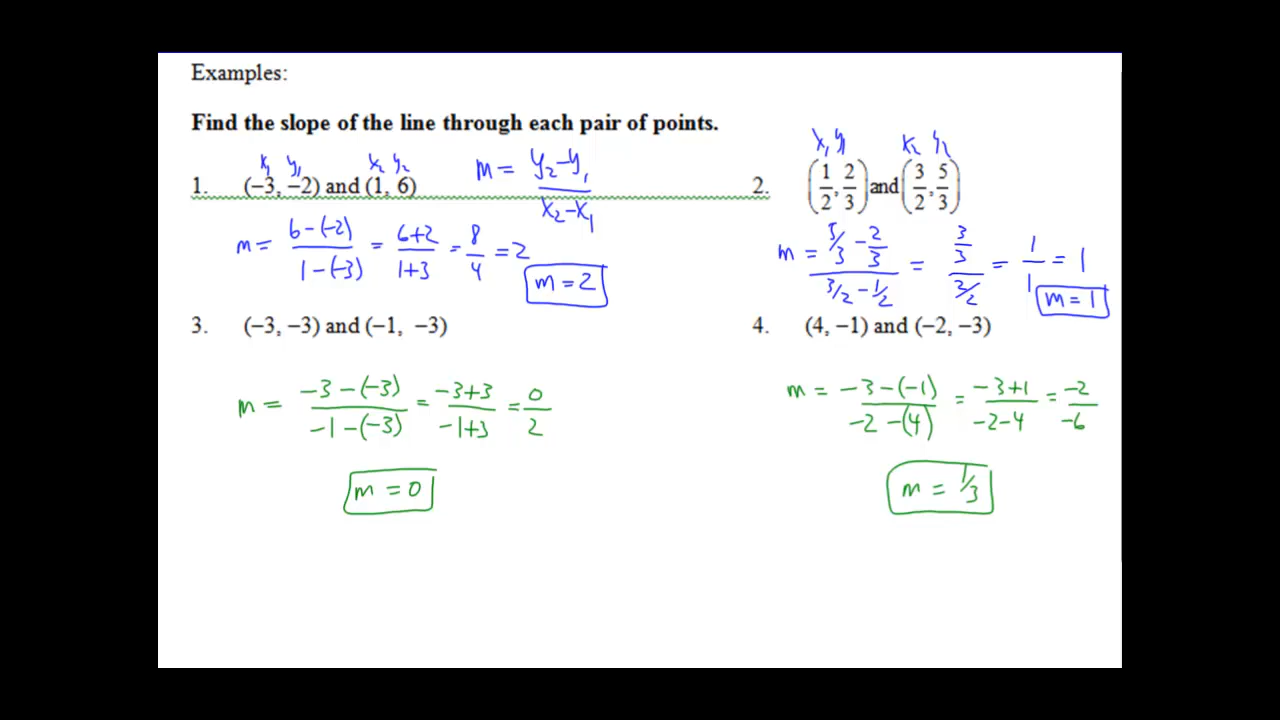 Examples:
Find the slope of the line through each pair of points.
x₁ y₁ x₂ y₂
1. (−3, −2) and (1, 6)
m = (y₂ − y₁)/(x₂ − x₁)
m = (6 − (−2))/(1 − (−3)) = (6+2)/(1+3) = 8/4 = 2
m = 2
x₁ y₁ x₂ y₂
2. (1/2, 2/3) and (3/2, 5/3)
m = (5/3 − 2/3)/(3/2 − 1/2) = (3/3)/(2/2) = 1/1 = 1
m = 1
3. (−3, −3) and (−1, −3)
m = (−3 − (−3))/(−1 − (−3)) = (−3+3)/(−1+3) = 0/2
m = 0
4. (4, −1) and (−2, −3)
m = (−3 − (−1))/(−2 − (4)) = (−3+1)/(−2−4) = −2/−6
m = 1/3